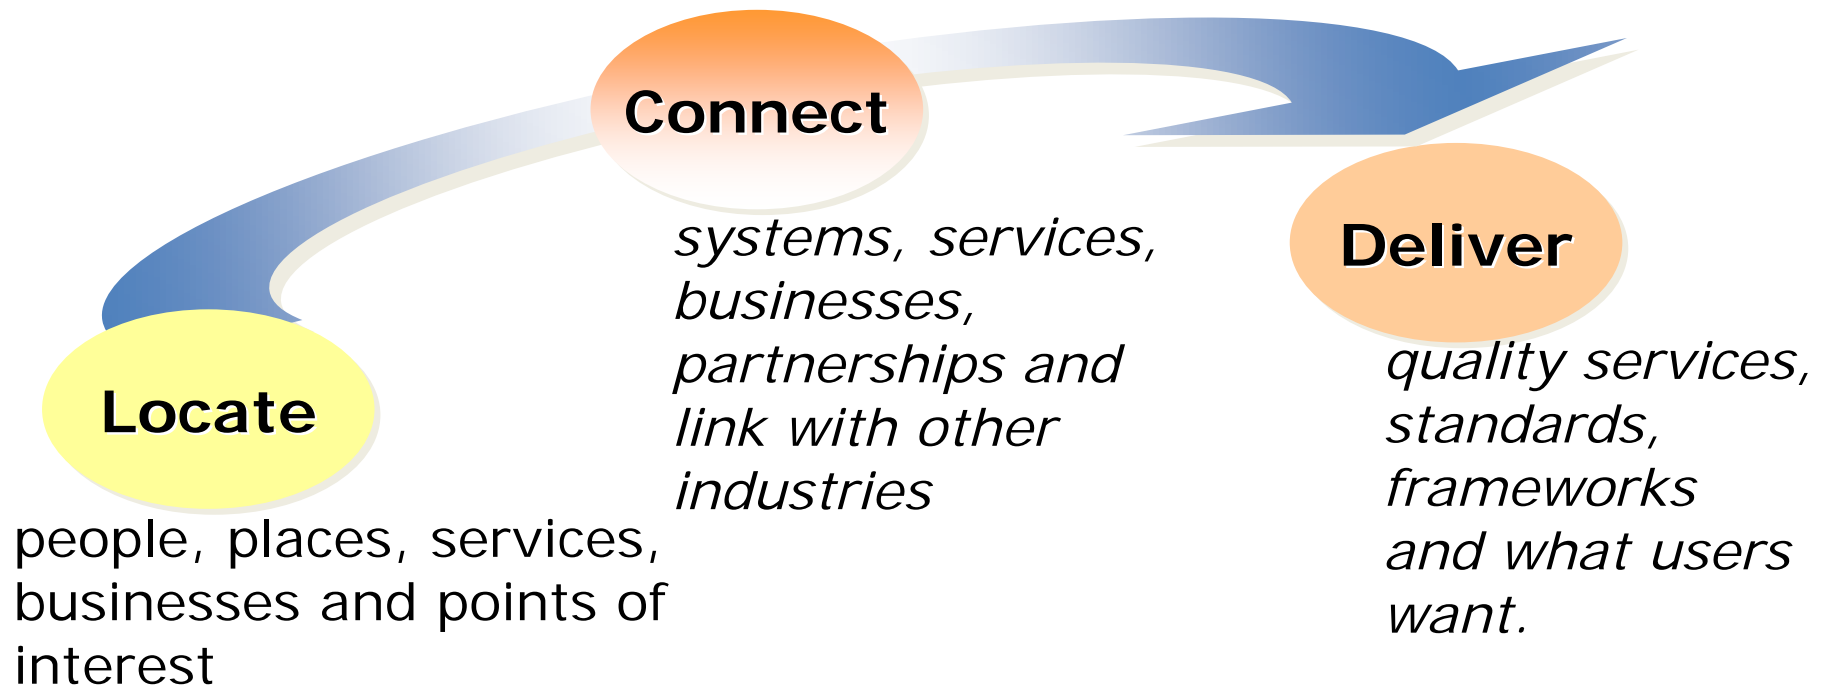 Locate
people, places, services,
businesses and points of
interest
Connect
systems, services,
businesses,
partnerships and
link with other
industries
Deliver
quality services,
standards,
frameworks
and what users
want.